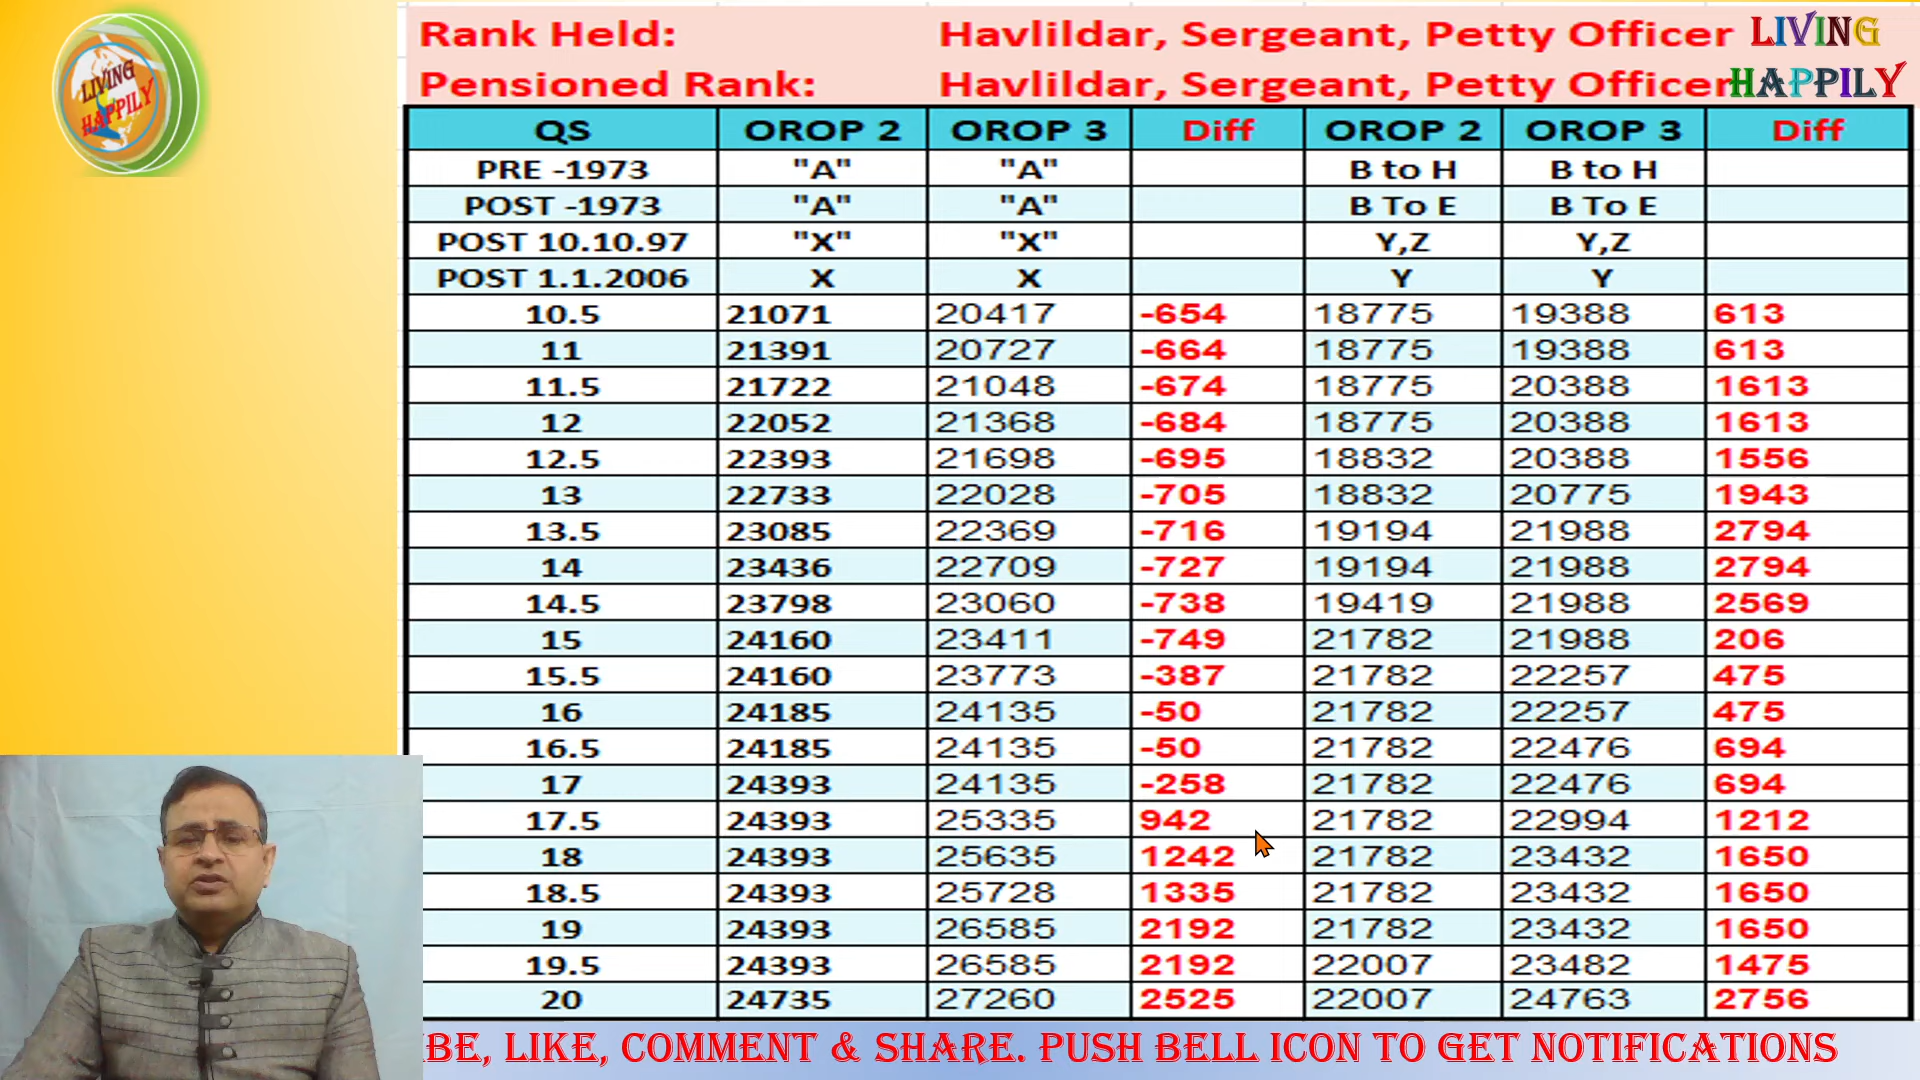 LIVING
HAPPILY
Rank Held: Havlildar, Sergeant, Petty Officer
LIVING
Pensioned Rank: Havlildar, Sergeant, Petty Officer
HAPPILY
QS OROP 2 OROP 3 Diff OROP 2 OROP 3 Diff
PRE -1973 "A" "A" B to H B to H
POST -1973 "A" "A" B To E B To E
POST 10.10.97 "X" "X" Y,Z Y,Z
POST 1.1.2006 X X Y Y
10.5 21071 20417 -654 18775 19388 613
11 21391 20727 -664 18775 19388 613
11.5 21722 21048 -674 18775 20388 1613
12 22052 21368 -684 18775 20388 1613
12.5 22393 21698 -695 18832 20388 1556
13 22733 22028 -705 18832 20775 1943
13.5 23085 22369 -716 19194 21988 2794
14 23436 22709 -727 19194 21988 2794
14.5 23798 23060 -738 19419 21988 2569
15 24160 23411 -749 21782 21988 206
15.5 24160 23773 -387 21782 22257 475
16 24185 24135 -50 21782 22257 475
16.5 24185 24135 -50 21782 22476 694
17 24393 24135 -258 21782 22476 694
17.5 24393 25335 942 21782 22994 1212
18 24393 25635 1242 21782 23432 1650
18.5 24393 25728 1335 21782 23432 1650
19 24393 26585 2192 21782 23432 1650
19.5 24393 26585 2192 22007 23482 1475
20 24735 27260 2525 22007 24763 2756
IBE, LIKE, COMMENT & SHARE. PUSH BELL ICON TO GET NOTIFICATIONS